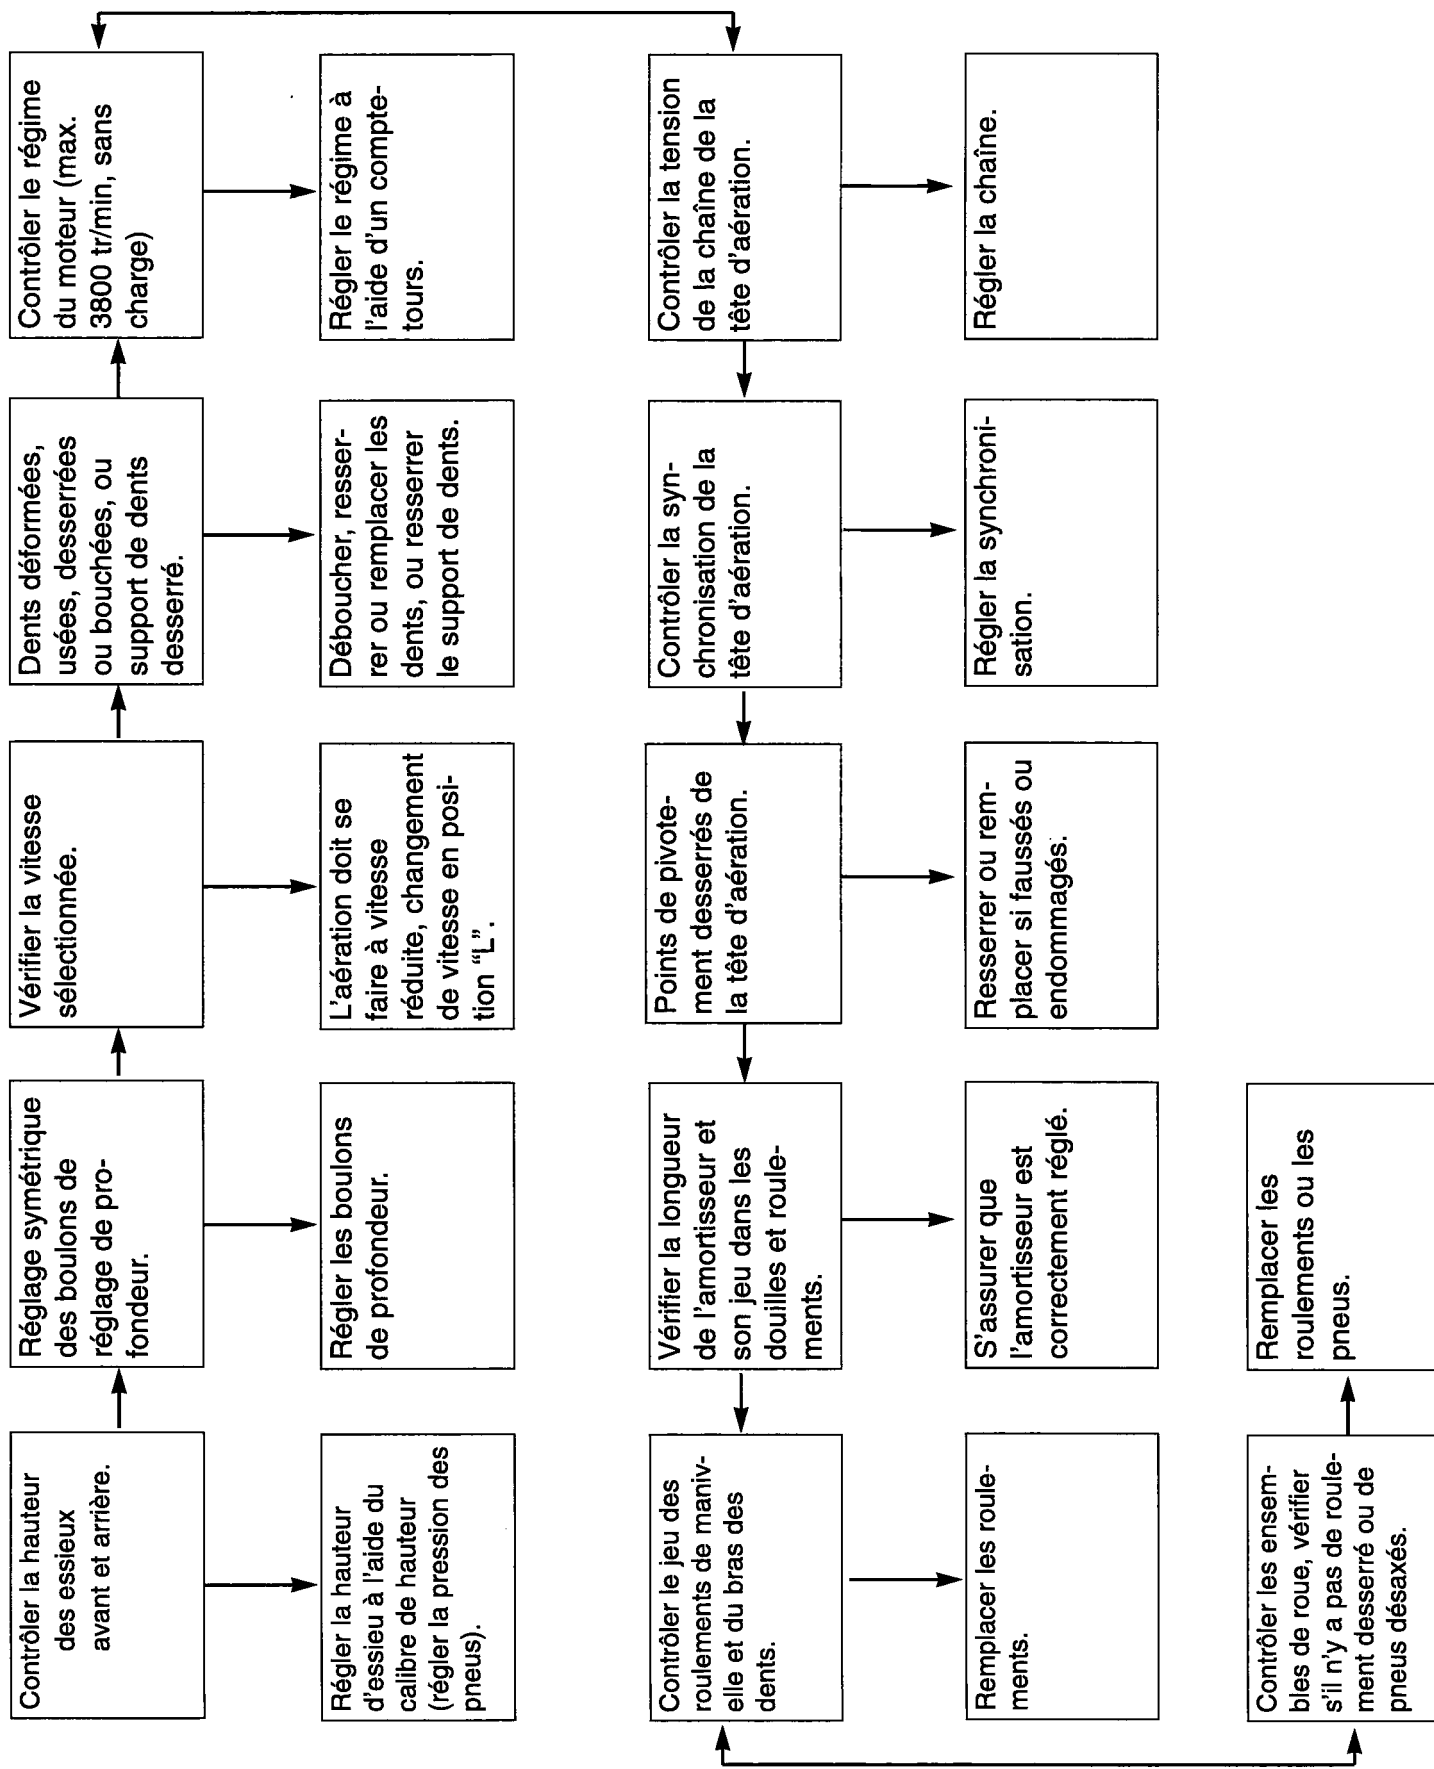 Contrôler la hauteur
des essieux
avant et arrière.
Réglage symétrique
des boulons de
réglage de pro-
fondeur.
Vérifier la vitesse
sélectionnée.
Dents déformées,
usées, desserrées
ou bouchées, ou
support de dents
desserré.
Contrôler le régime
du moteur (max.
3800 tr/min, sans
charge)
Régler la hauteur
d'essieu à l'aide du
calibre de hauteur
(régler la pression des
pneus).
Régler les boulons
de profondeur.
L'aération doit se
faire à vitesse
réduite, changement
de vitesse en posi-
tion “L” .
Déboucher, resser-
rer ou remplacer les
dents, ou resserrer
le support de dents.
Régler le régime à
l'aide d'un compte-
tours.
Contrôler le jeu des
roulements de maniv-
elle et du bras des
dents.
Vérifier la longueur
de l'amortisseur et
son jeu dans les
douilles et roule-
ments.
Points de pivote-
ment desserrés de
la tête d'aération.
Contrôler la syn-
chronisation de la
tête d'aération.
Contrôler la tension
de la chaîne de la
tête d'aération.
Remplacer les roule-
ments.
S'assurer que
l'amortisseur est
correctement réglé.
Resserrer ou rem-
placer si faussés ou
endommagés.
Régler la synchroni-
sation.
Régler la chaîne.
Contrôler les ensem-
bles de roue, vérifier
s'il n'y a pas de roule-
ment desserré ou de
pneus désaxés.
Remplacer les
roulements ou les
pneus.